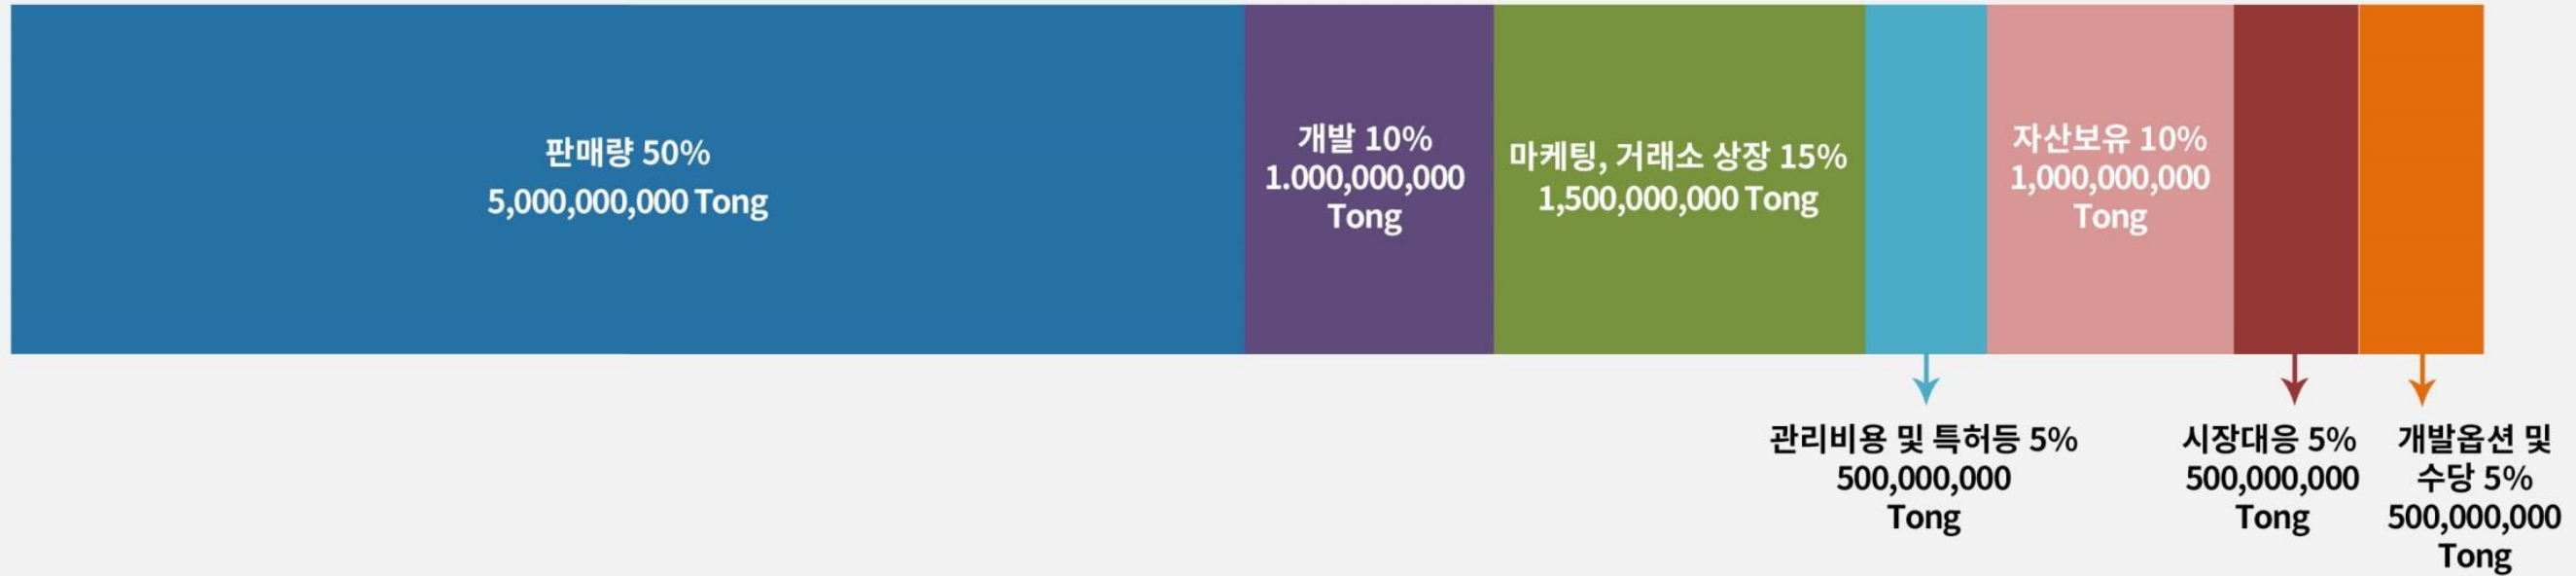 판매량 50%
5,000,000,000 Tong
개발 10%
1.000,000,000
Tong
마케팅, 거래소 상장 15%
1,500,000,000 Tong
자산보유 10%
1,000,000,000
Tong
관리비용 및 특허등 5%
500,000,000
Tong
시장대응 5%
500,000,000
Tong
개발옵션 및
수당 5%
500,000,000
Tong